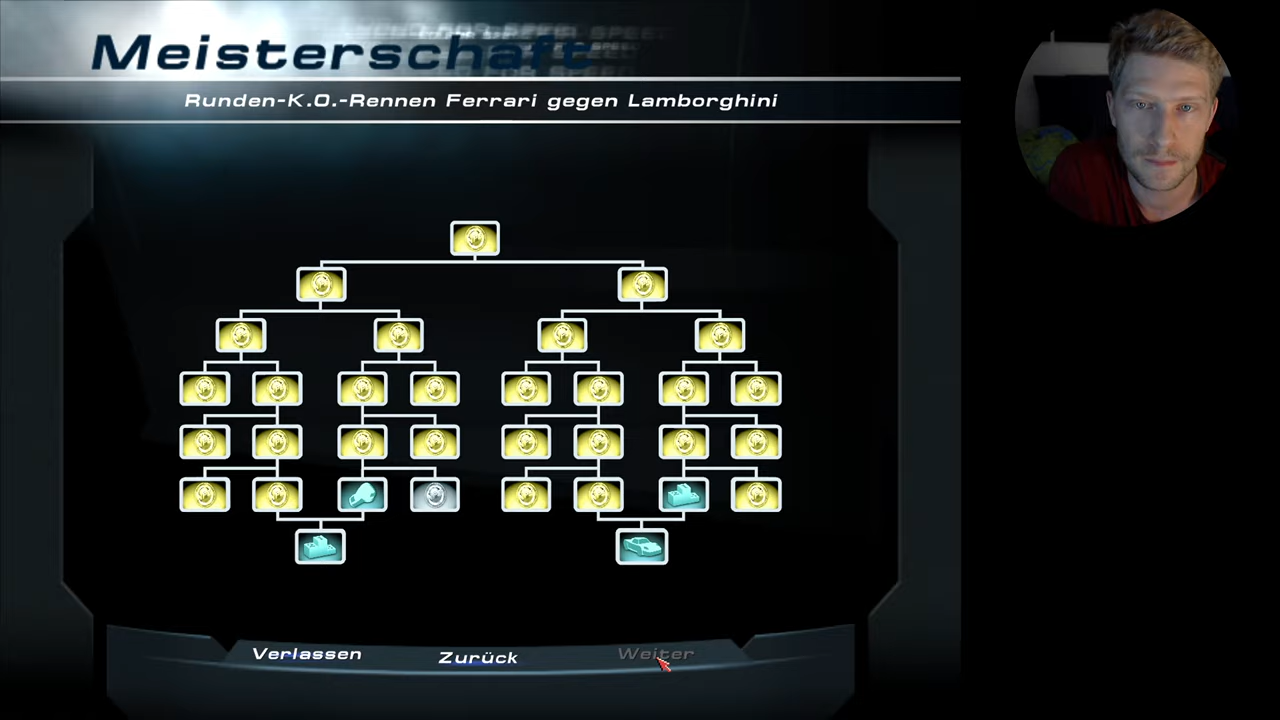 Meisterschaft
Runden-K.O.-Rennen Ferrari gegen Lamborghini
Verlassen
Zurück
Weiter